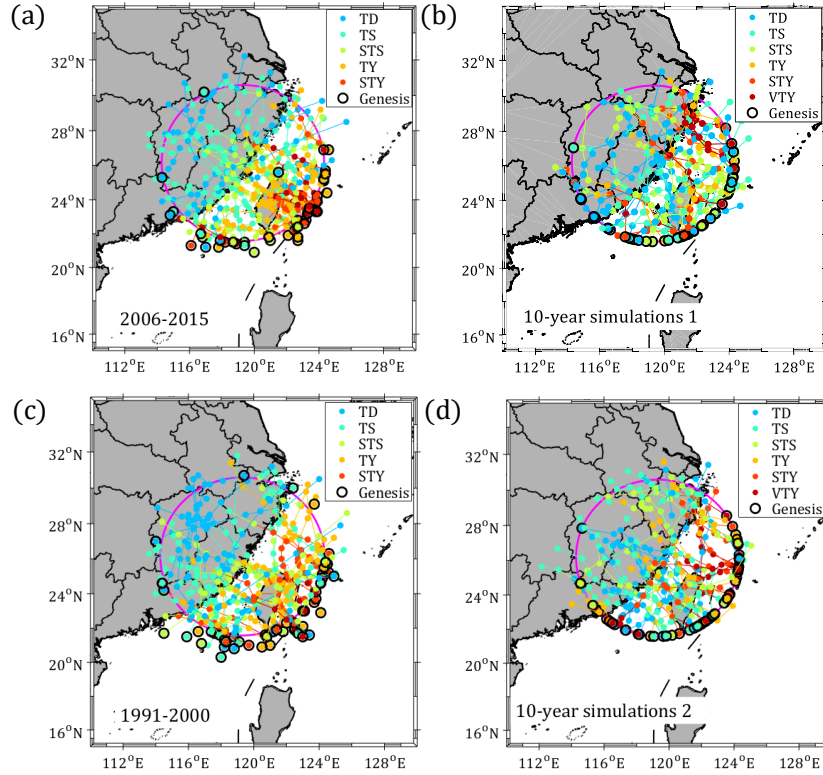 (a)
TD
TS
STS
TY
STY
Genesis
32°N
28°N
24°N
20°N
16°N
2006-2015
112°E 116°E 120°E 124°E 128°E
(b)
TD
TS
STS
TY
STY
VTY
Genesis
32°N
28°N
24°N
20°N
16°N
10-year simulations 1
112°E 116°E 120°E 124°E 128°E
(c)
TD
TS
STS
TY
STY
Genesis
32°N
28°N
24°N
20°N
16°N
1991-2000
112°E 116°E 120°E 124°E 128°E
(d)
TD
TS
STS
TY
STY
VTY
Genesis
32°N
28°N
24°N
20°N
16°N
10-year simulations 2
112°E 116°E 120°E 124°E 128°E